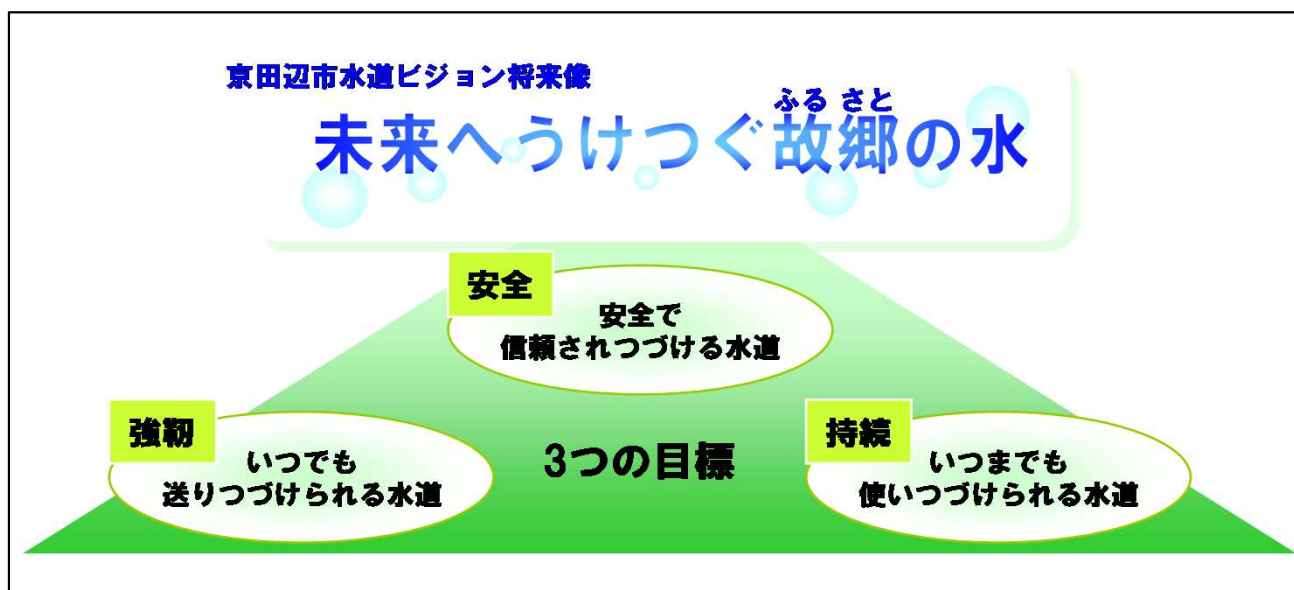 京田辺市水道ビジョン将来像
ふる さと
未来へうけつぐ故郷の水
安全
安全で
信頼されつづける水道
強靭
いつでも
送りつづけられる水道
3つの目標
持続
いつまでも
使いつづけられる水道